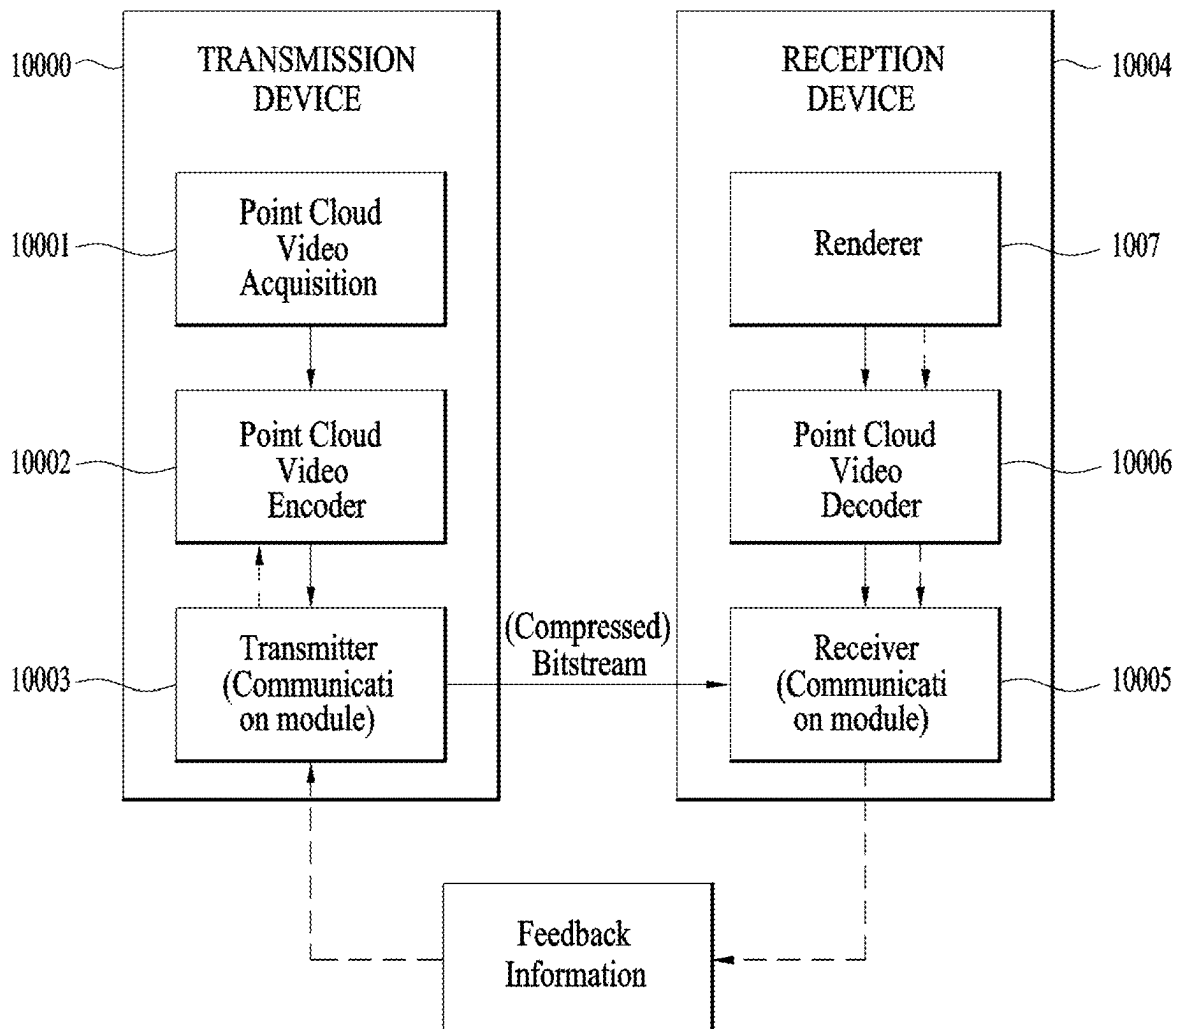 10000
TRANSMISSION
DEVICE
10001
Point Cloud
Video
Acquisition
10002
Point Cloud
Video
Encoder
10003
Transmitter
(Communicati
on module)
(Compressed)
Bitstream
RECEPTION
DEVICE
10004
Renderer
1007
Point Cloud
Video
Decoder
10006
Receiver
(Communicati
on module)
10005
Feedback
Information